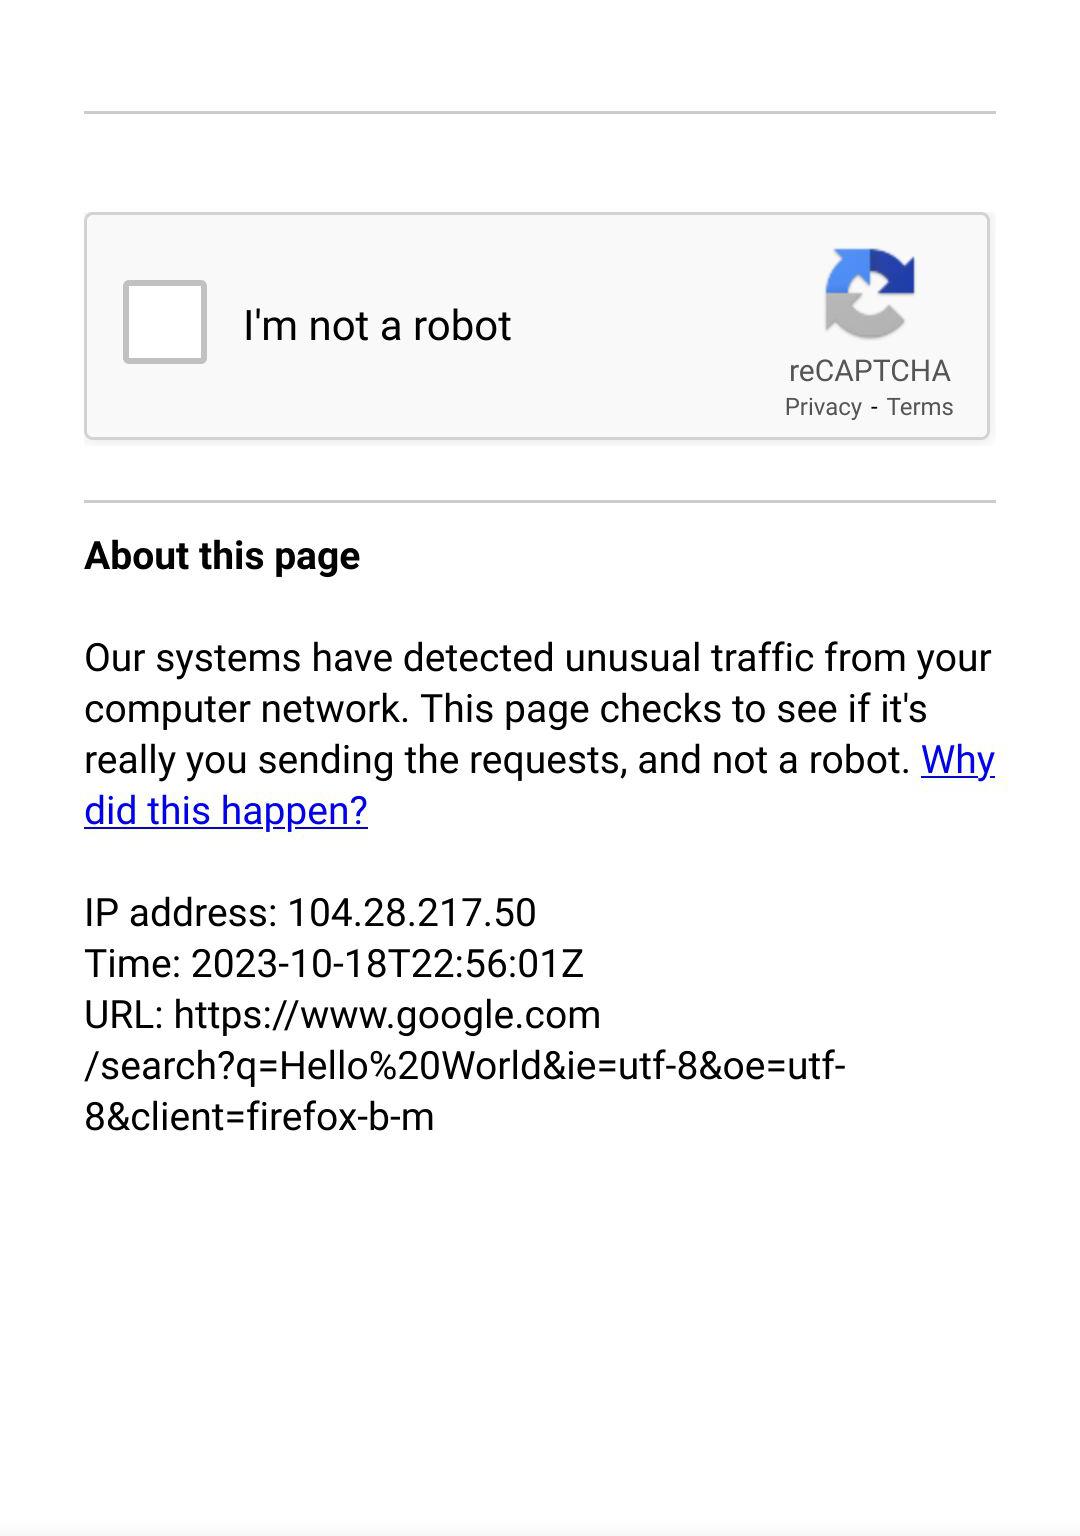 I'm not a robot
reCAPTCHA
Privacy - Terms
About this page
Our systems have detected unusual traffic from your
computer network. This page checks to see if it's
really you sending the requests, and not a robot. Why
did this happen?
IP address: 104.28.217.50
Time: 2023-10-18T22:56:01Z
URL: https://www.google.com
/search?q=Hello%20World&ie=utf-8&oe=utf-
8&client=firefox-b-m